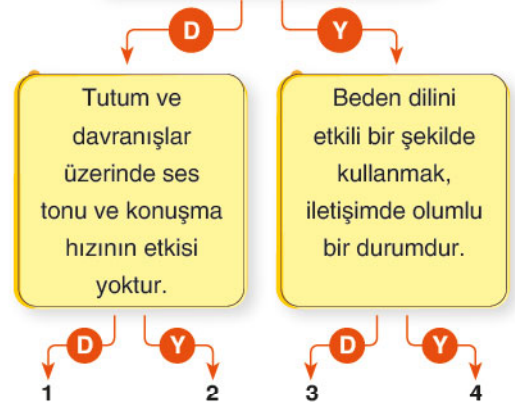 D Y
Tutum ve
davranışlar
üzerinde ses
tonu ve konuşma
hızının etkisi
yoktur.
Beden dilini
etkili bir şekilde
kullanmak,
iletişimde olumlu
bir durumdur.
D Y D Y
1 2 3 4